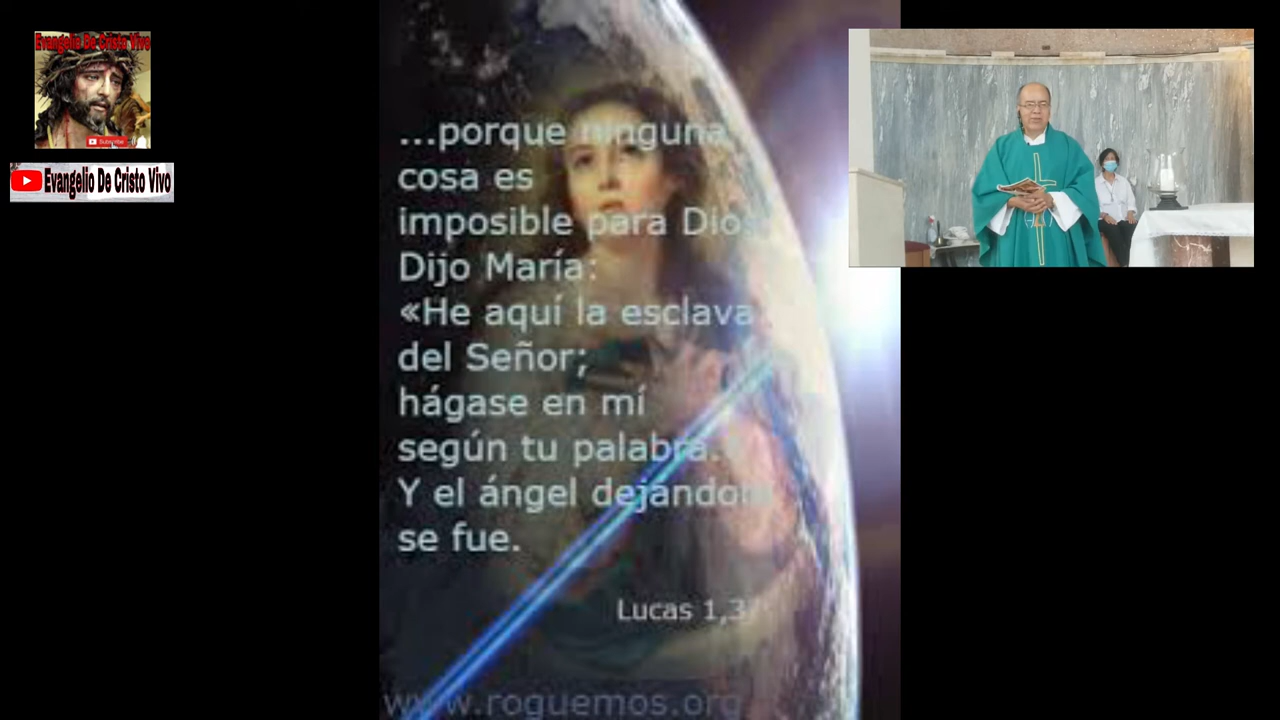 Evangelio De Cristo Vivo
Subscribe
Evangelio De Cristo Vivo
...porque ninguna
cosa es
imposible para Dios.
Dijo María:
«He aquí la esclava
del Señor;
hágase en mí
según tu palabra.»
Y el ángel dejándola
se fue.
Lucas 1,37
www.roguemos.org